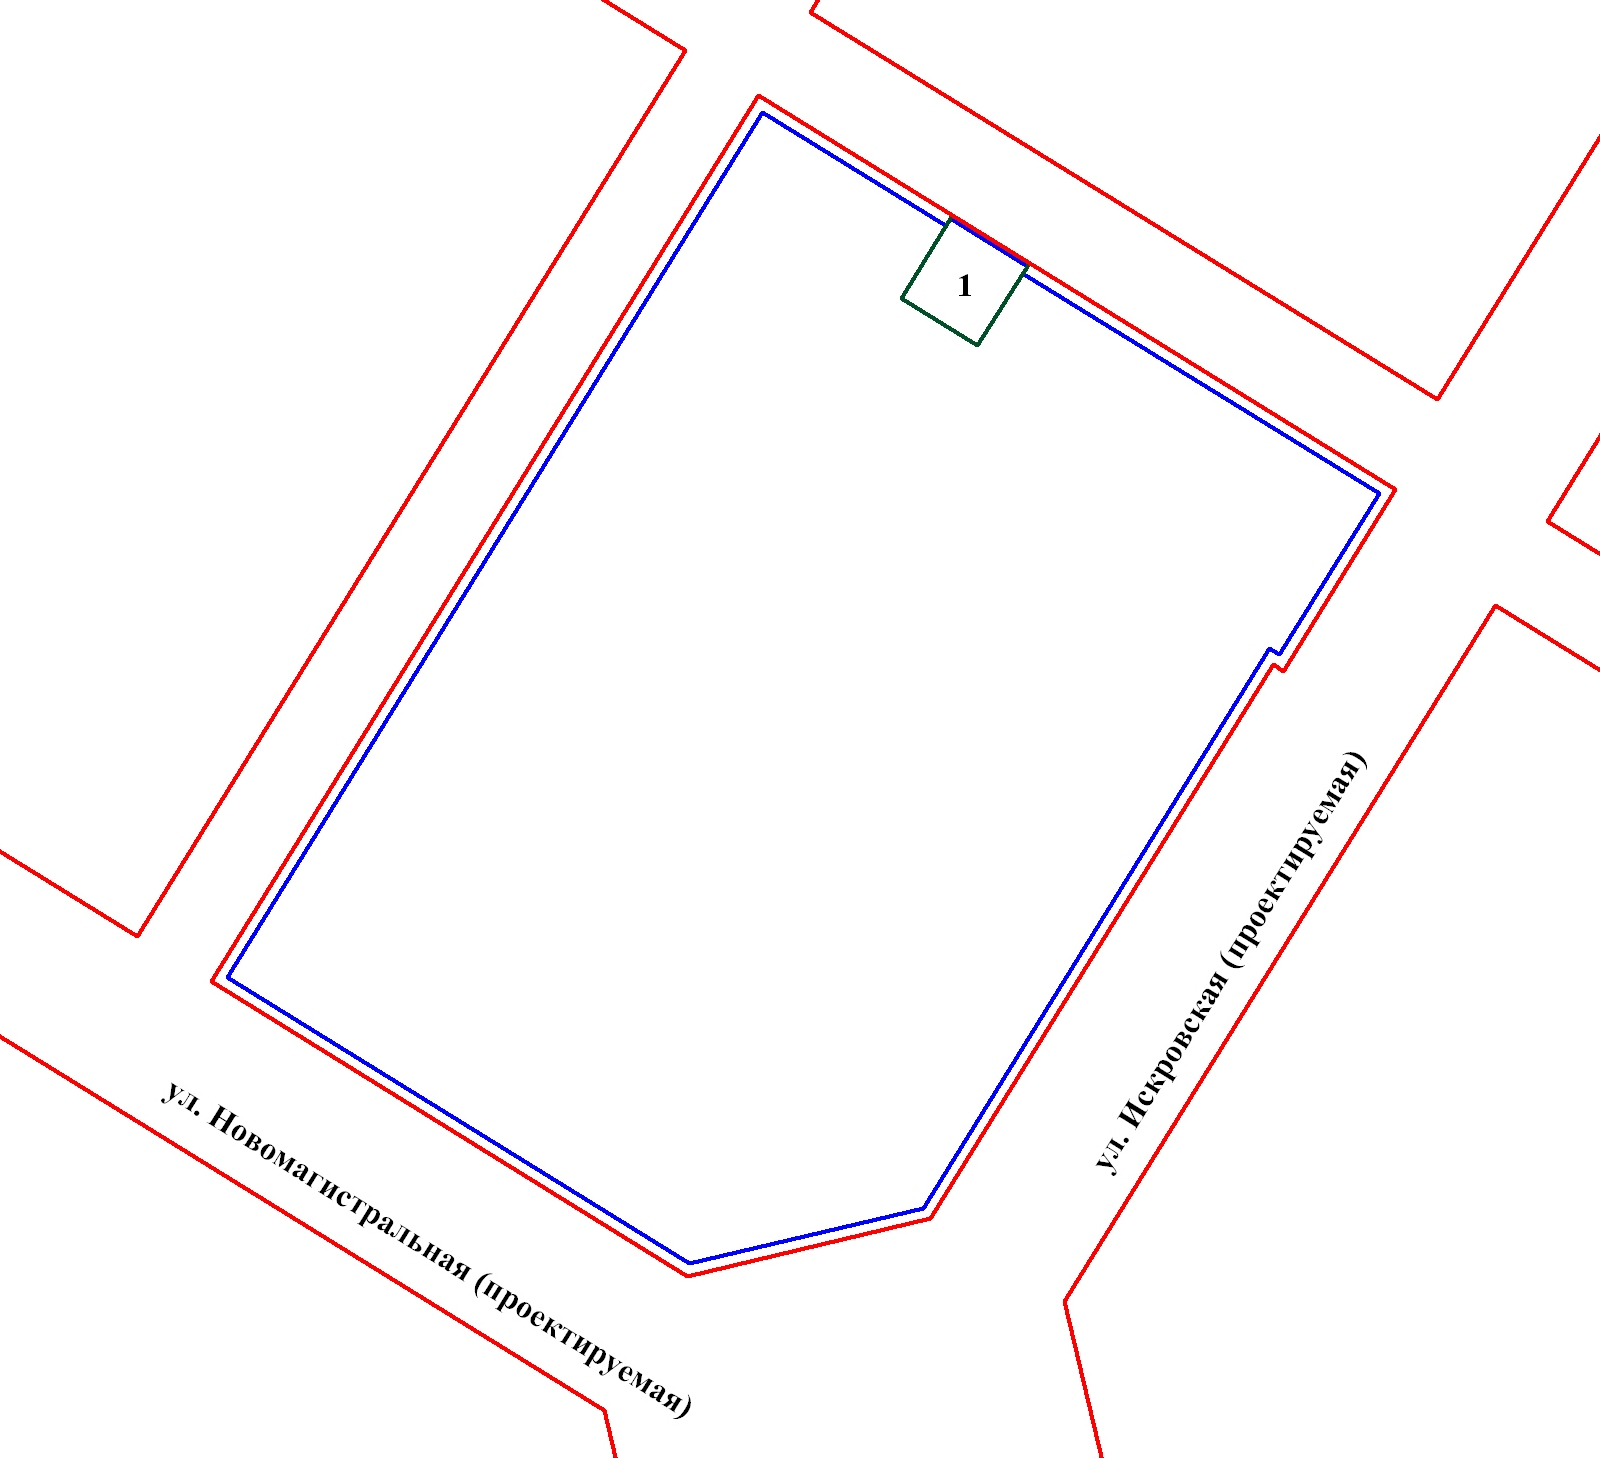 1
ул. Искровская (проектируемая)
ул. Новомагистральная (проектируемая)